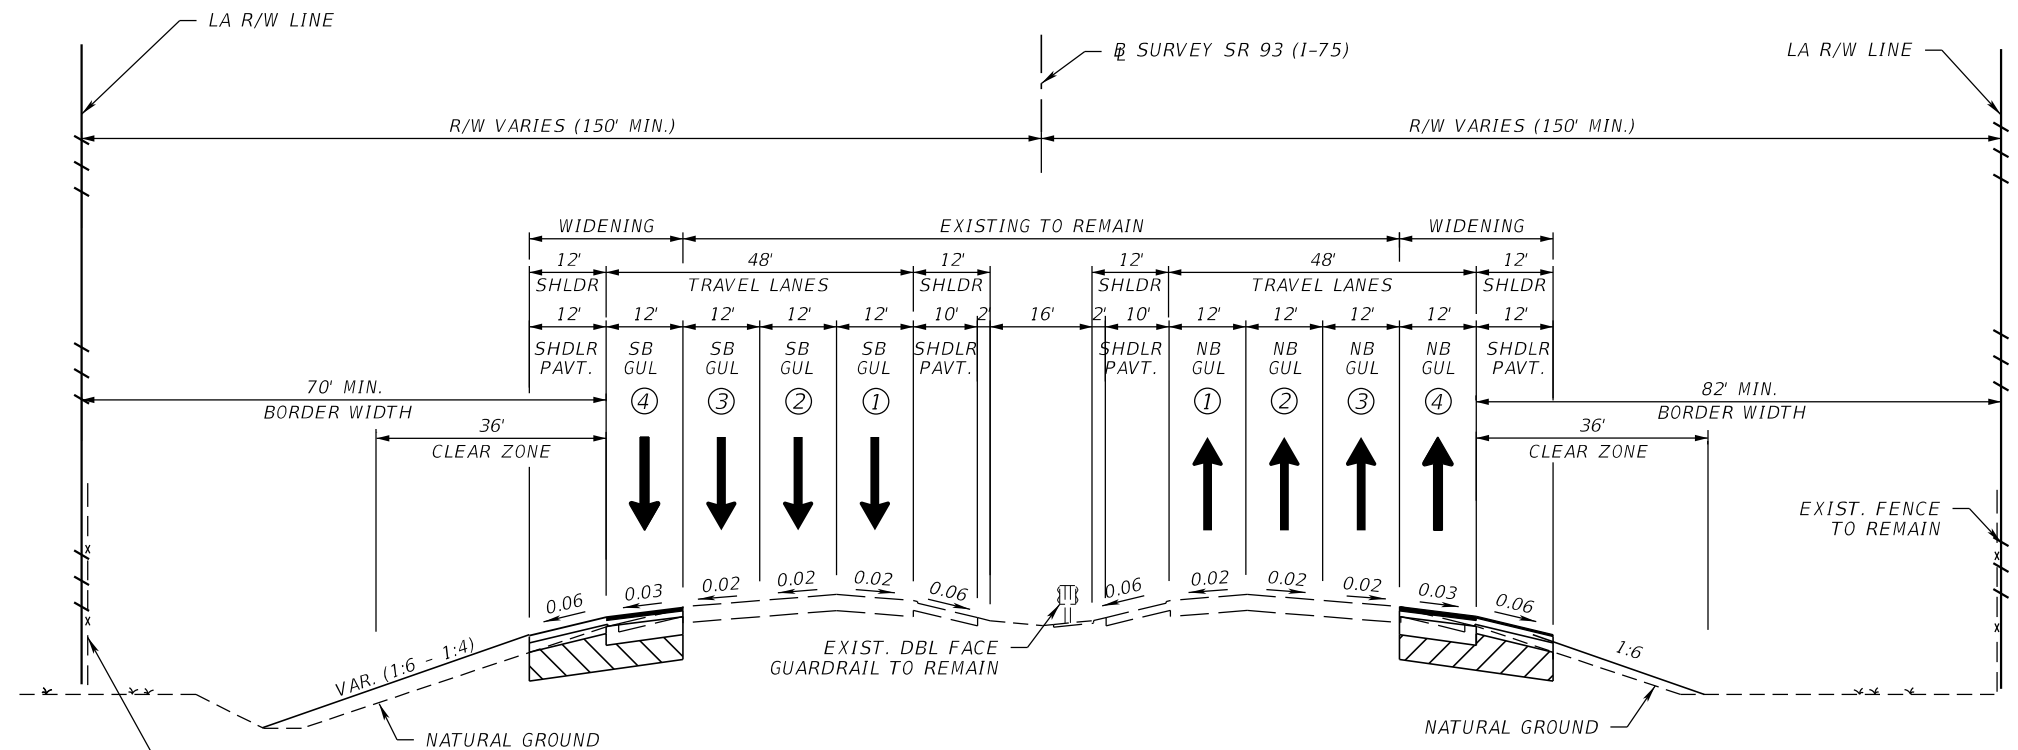 LA R/W LINE
BL SURVEY SR 93 (I-75)
LA R/W LINE
R/W VARIES (150' MIN.)
R/W VARIES (150' MIN.)
WIDENING
EXISTING TO REMAIN
WIDENING
12' 48' 12' 12' 48' 12'
SHLDR TRAVEL LANES SHLDR SHLDR TRAVEL LANES SHLDR
12' 12' 12' 12' 12' 10' 2' 16' 2' 10' 12' 12' 12' 12' 12'
SHDLR SB SB SB SB SHDLR SHDLR NB NB NB NB SHDLR
PAVT. GUL GUL GUL GUL PAVT. PAVT. GUL GUL GUL GUL PAVT.
4 3 2 1 1 2 3 4
70' MIN.
BORDER WIDTH
82' MIN.
BORDER WIDTH
36'
CLEAR ZONE
36'
CLEAR ZONE
EXIST. FENCE
TO REMAIN
0.06 0.03 0.02 0.02 0.02 0.06 0.06 0.02 0.02 0.02 0.03 0.06
VAR. (1:6 - 1:4)
1:6
EXIST. DBL FACE
GUARDRAIL TO REMAIN
NATURAL GROUND
NATURAL GROUND